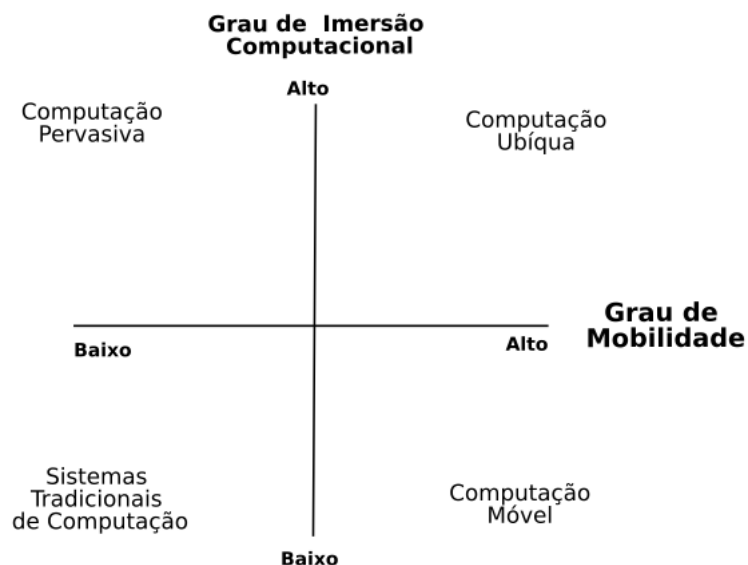 Grau de Imersão
Computacional
Alto
Computação
Pervasiva
Computação
Ubíqua
Grau de
Mobilidade
Baixo
Alto
Sistemas
Tradicionais
de Computação
Computação
Móvel
Baixo